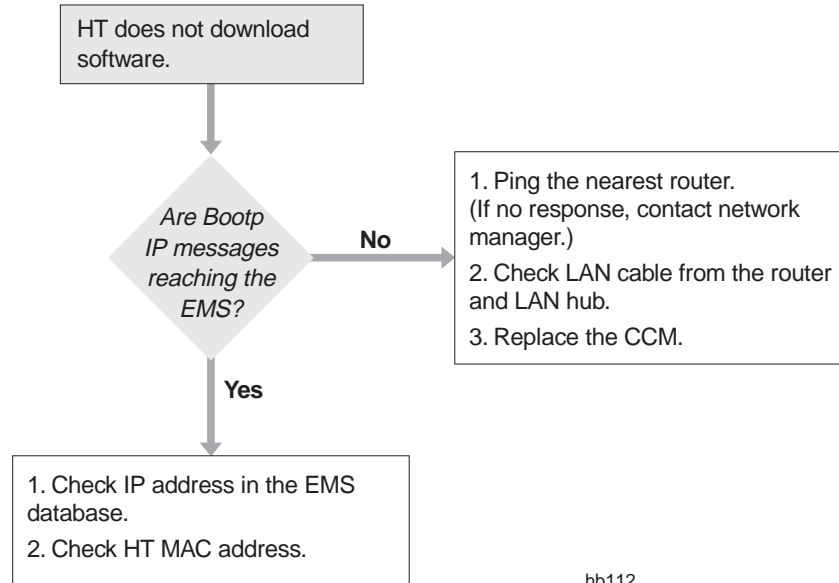 HT does not download
software.
Are Bootp
IP messages
reaching the
EMS?
No
1. Ping the nearest router.
(If no response, contact network
manager.)
2. Check LAN cable from the router
and LAN hub.
3. Replace the CCM.
Yes
1. Check IP address in the EMS
database.
2. Check HT MAC address.
hb112